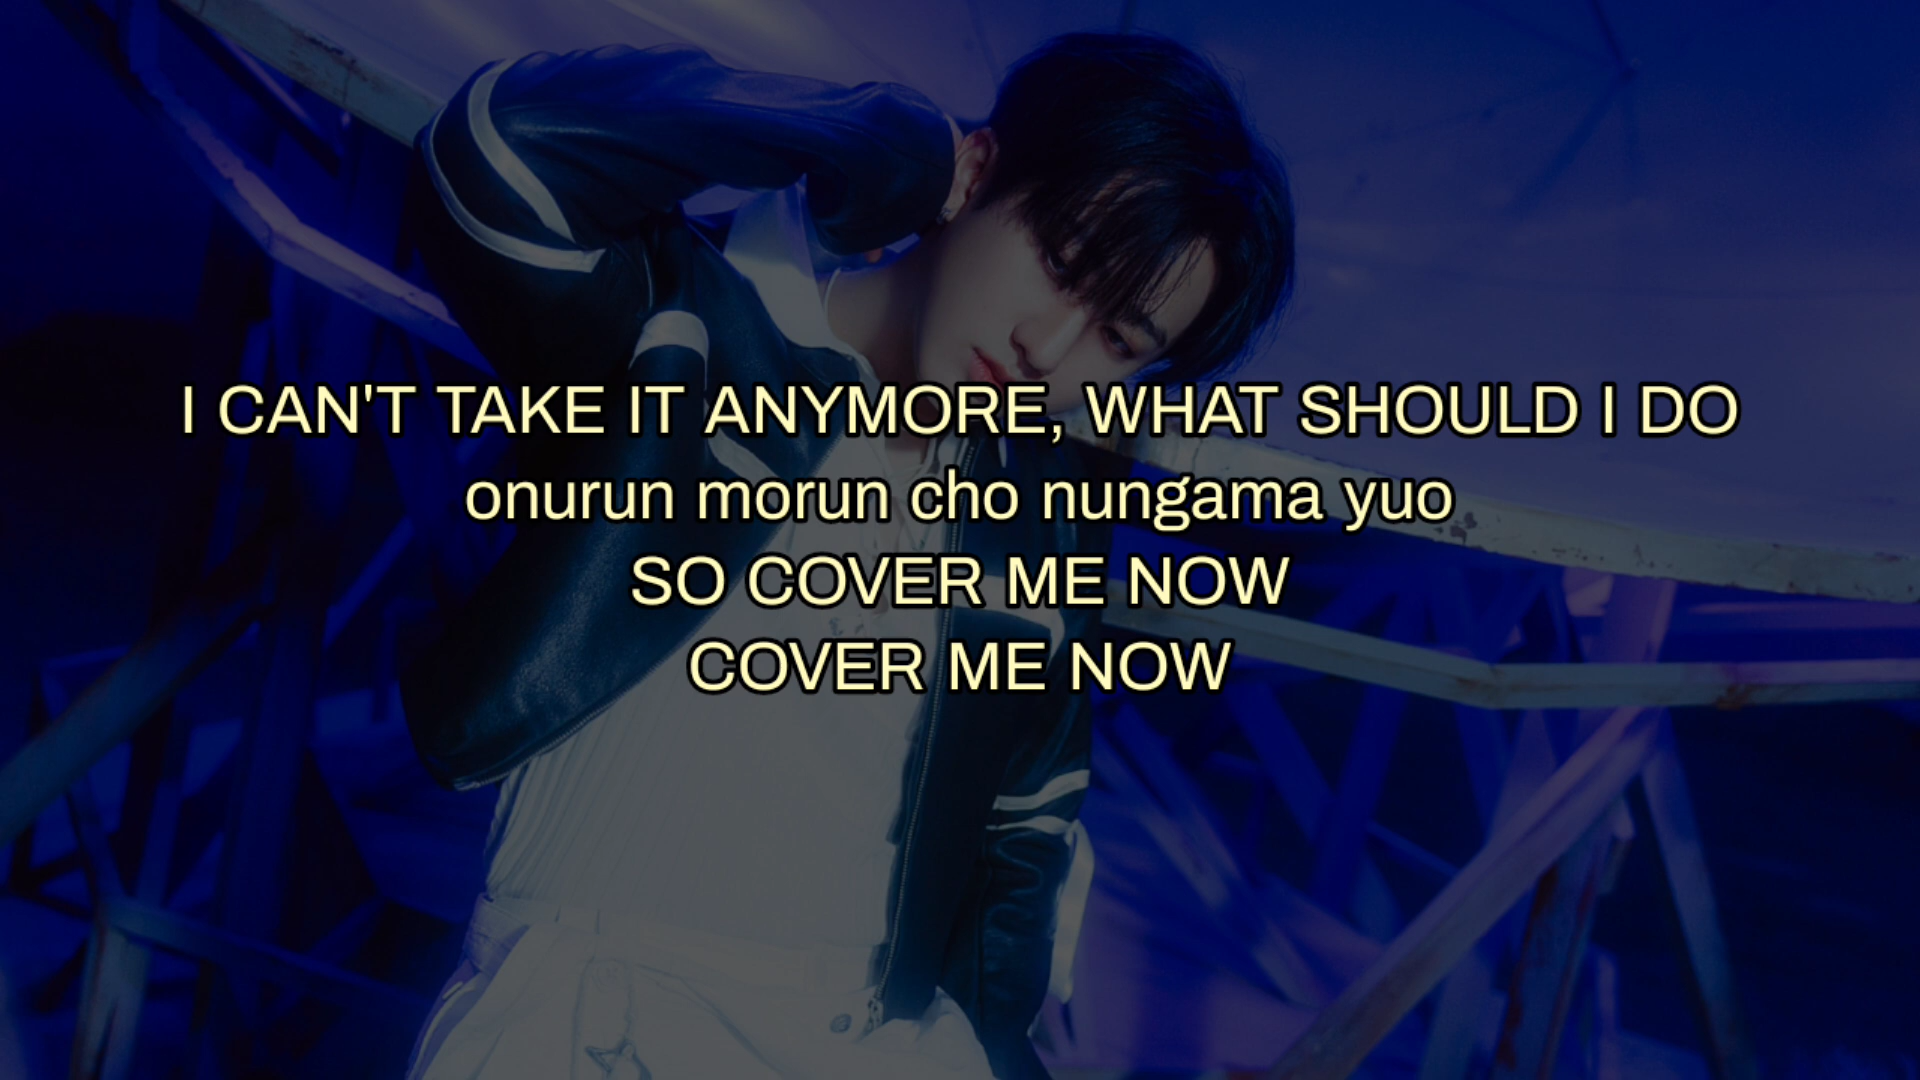 I CAN'T TAKE IT ANYMORE, WHAT SHOULD I DO
onurun morun cho nungama yuo
SO COVER ME NOW
COVER ME NOW